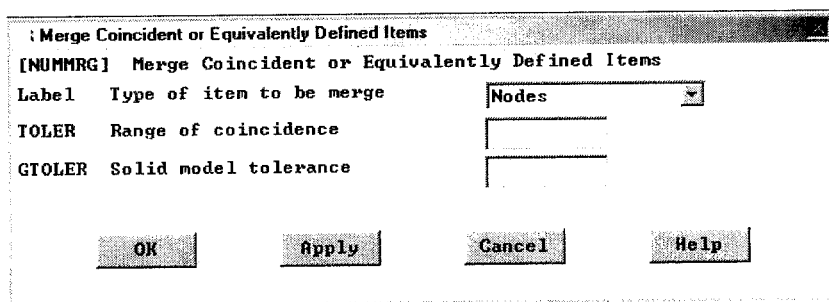 Merge Coincident or Equivalently Defined Items
[NUMMRG] Merge Coincident or Equivalently Defined Items
Label Type of item to be merge Nodes
TOLER Range of coincidence
GTOLER Solid model tolerance
OK Apply Cancel Help